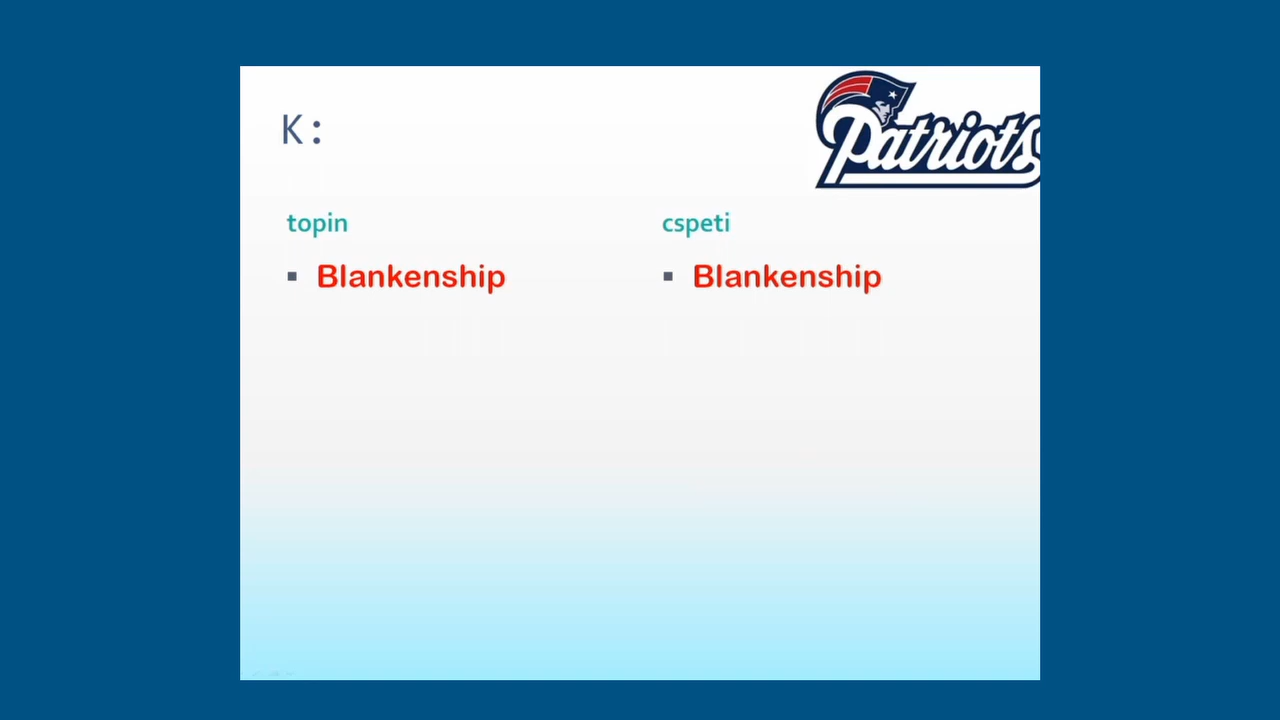 K:
Patriots
topin
cspeti
Blankenship
Blankenship